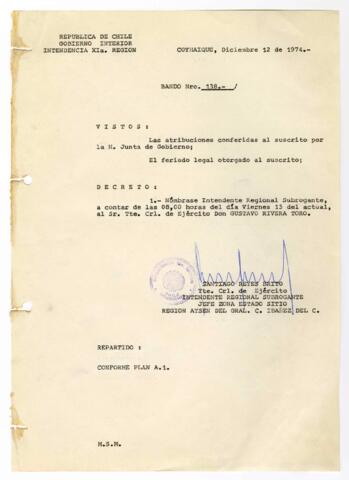 REPUBLICA DE CHILE
GOBIERNO INTERIOR
INTENDENCIA XIa. REGION
COYHAIQUE, Diciembre 12 de 1974.-
BANDO Nro. 138.- /
V I S T O S :
Las atribuciones conferidas al suscrito por
la H. Junta de Gobierno;
El feriado legal otorgado al suscrito;
D E C R E T O :
1.- Nómbrase Intendente Regional Subrogante,
a contar de las 08,00 horas del día Viernes 13 del actual,
al Sr. Tte. Crl. de Ejército Don GUSTAVO RIVERA TORO.
SANTIAGO REYES BRITO
Tte. Crl. de Ejército
INTENDENTE REGIONAL SUBROGANTE
JEFE ZONA ESTADO SITIO
REGION AYSEN DEL GRAL. C. IBAÑEZ DEL C.
REPARTIDO :
CONFORME PLAN A.1.
M.S.M.